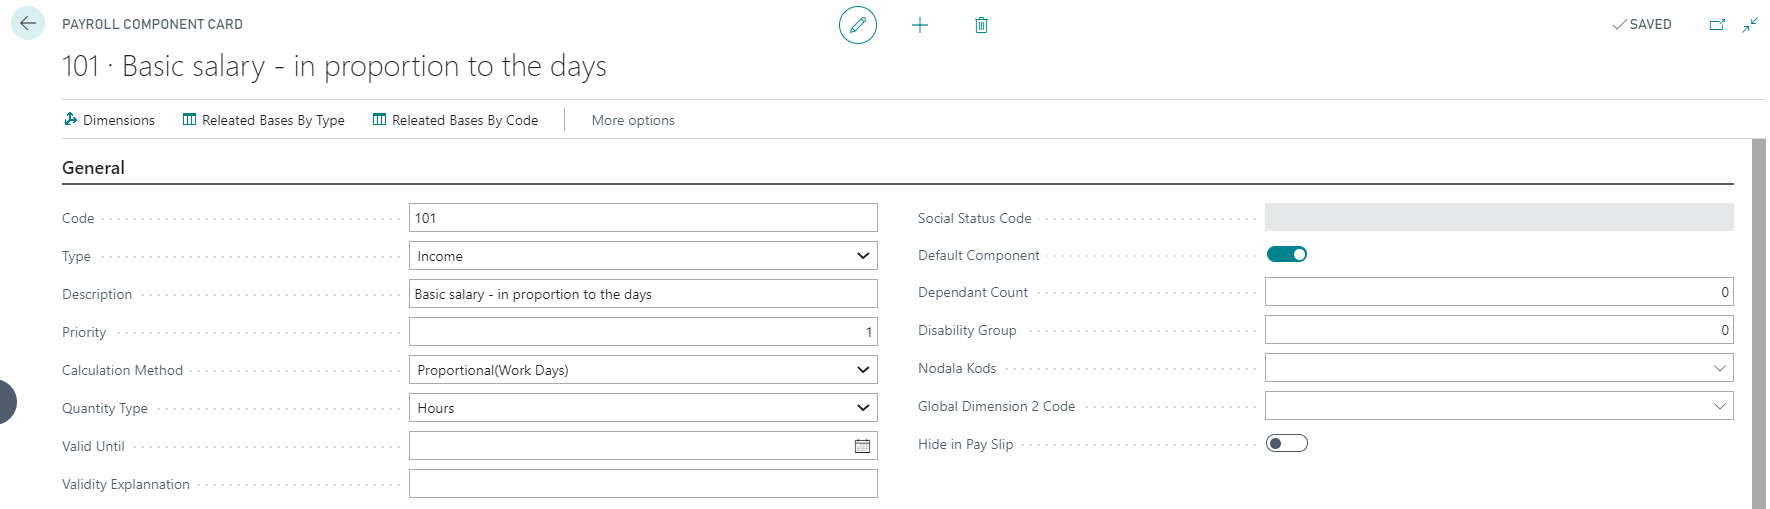 PAYROLL COMPONENT CARD
SAVED
101 · Basic salary - in proportion to the days
Dimensions
Releated Bases By Type
Releated Bases By Code
More options
General
Code
101
Type
Income
Description
Basic salary - in proportion to the days
Priority
1
Calculation Method
Proportional(Work Days)
Quantity Type
Hours
Valid Until
Validity Explannation
Social Status Code
Default Component
Dependant Count
0
Disability Group
0
Nodala Kods
Global Dimension 2 Code
Hide in Pay Slip